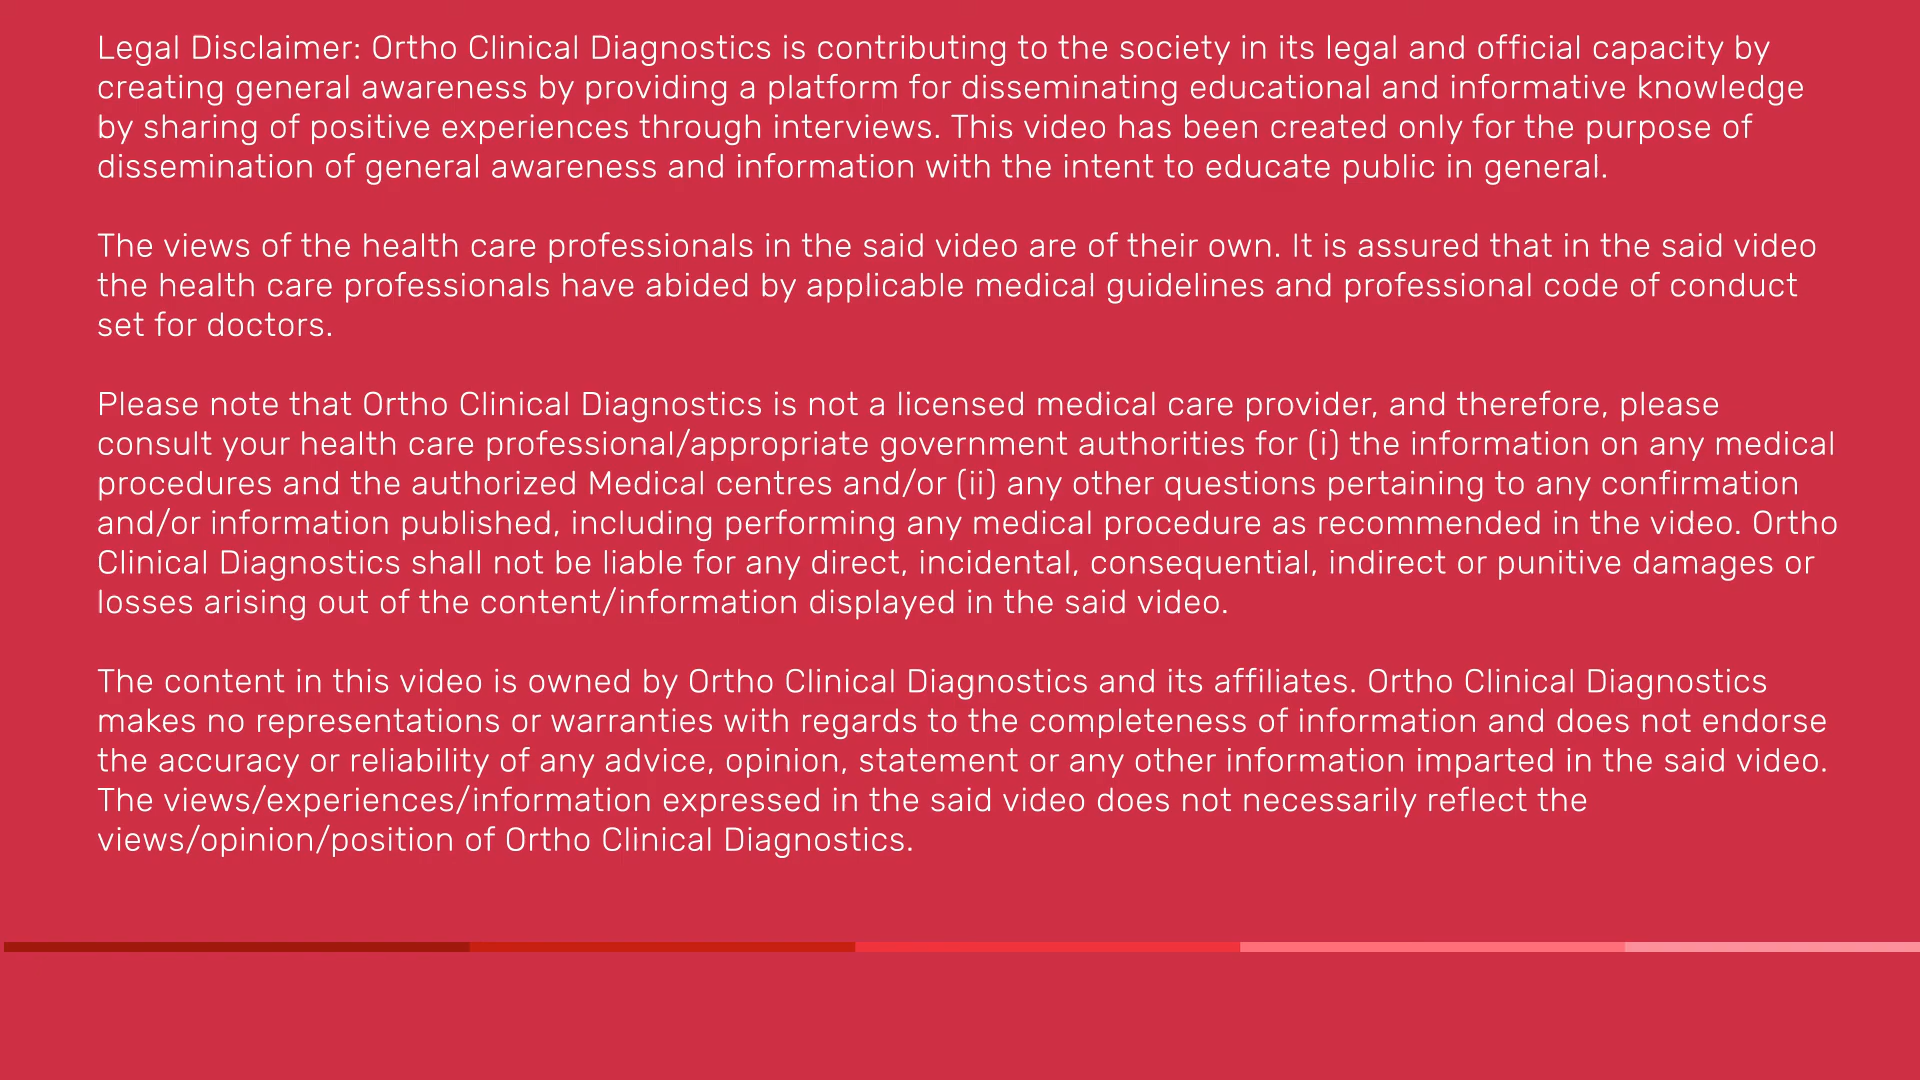 Legal Disclaimer: Ortho Clinical Diagnostics is contributing to the society in its legal and official capacity by
creating general awareness by providing a platform for disseminating educational and informative knowledge
by sharing of positive experiences through interviews. This video has been created only for the purpose of
dissemination of general awareness and information with the intent to educate public in general.
The views of the health care professionals in the said video are of their own. It is assured that in the said video
the health care professionals have abided by applicable medical guidelines and professional code of conduct
set for doctors.
Please note that Ortho Clinical Diagnostics is not a licensed medical care provider, and therefore, please
consult your health care professional/appropriate government authorities for (i) the information on any medical
procedures and the authorized Medical centres and/or (ii) any other questions pertaining to any confirmation
and/or information published, including performing any medical procedure as recommended in the video. Ortho
Clinical Diagnostics shall not be liable for any direct, incidental, consequential, indirect or punitive damages or
losses arising out of the content/information displayed in the said video.
The content in this video is owned by Ortho Clinical Diagnostics and its affiliates. Ortho Clinical Diagnostics
makes no representations or warranties with regards to the completeness of information and does not endorse
the accuracy or reliability of any advice, opinion, statement or any other information imparted in the said video.
The views/experiences/information expressed in the said video does not necessarily reflect the
views/opinion/position of Ortho Clinical Diagnostics.